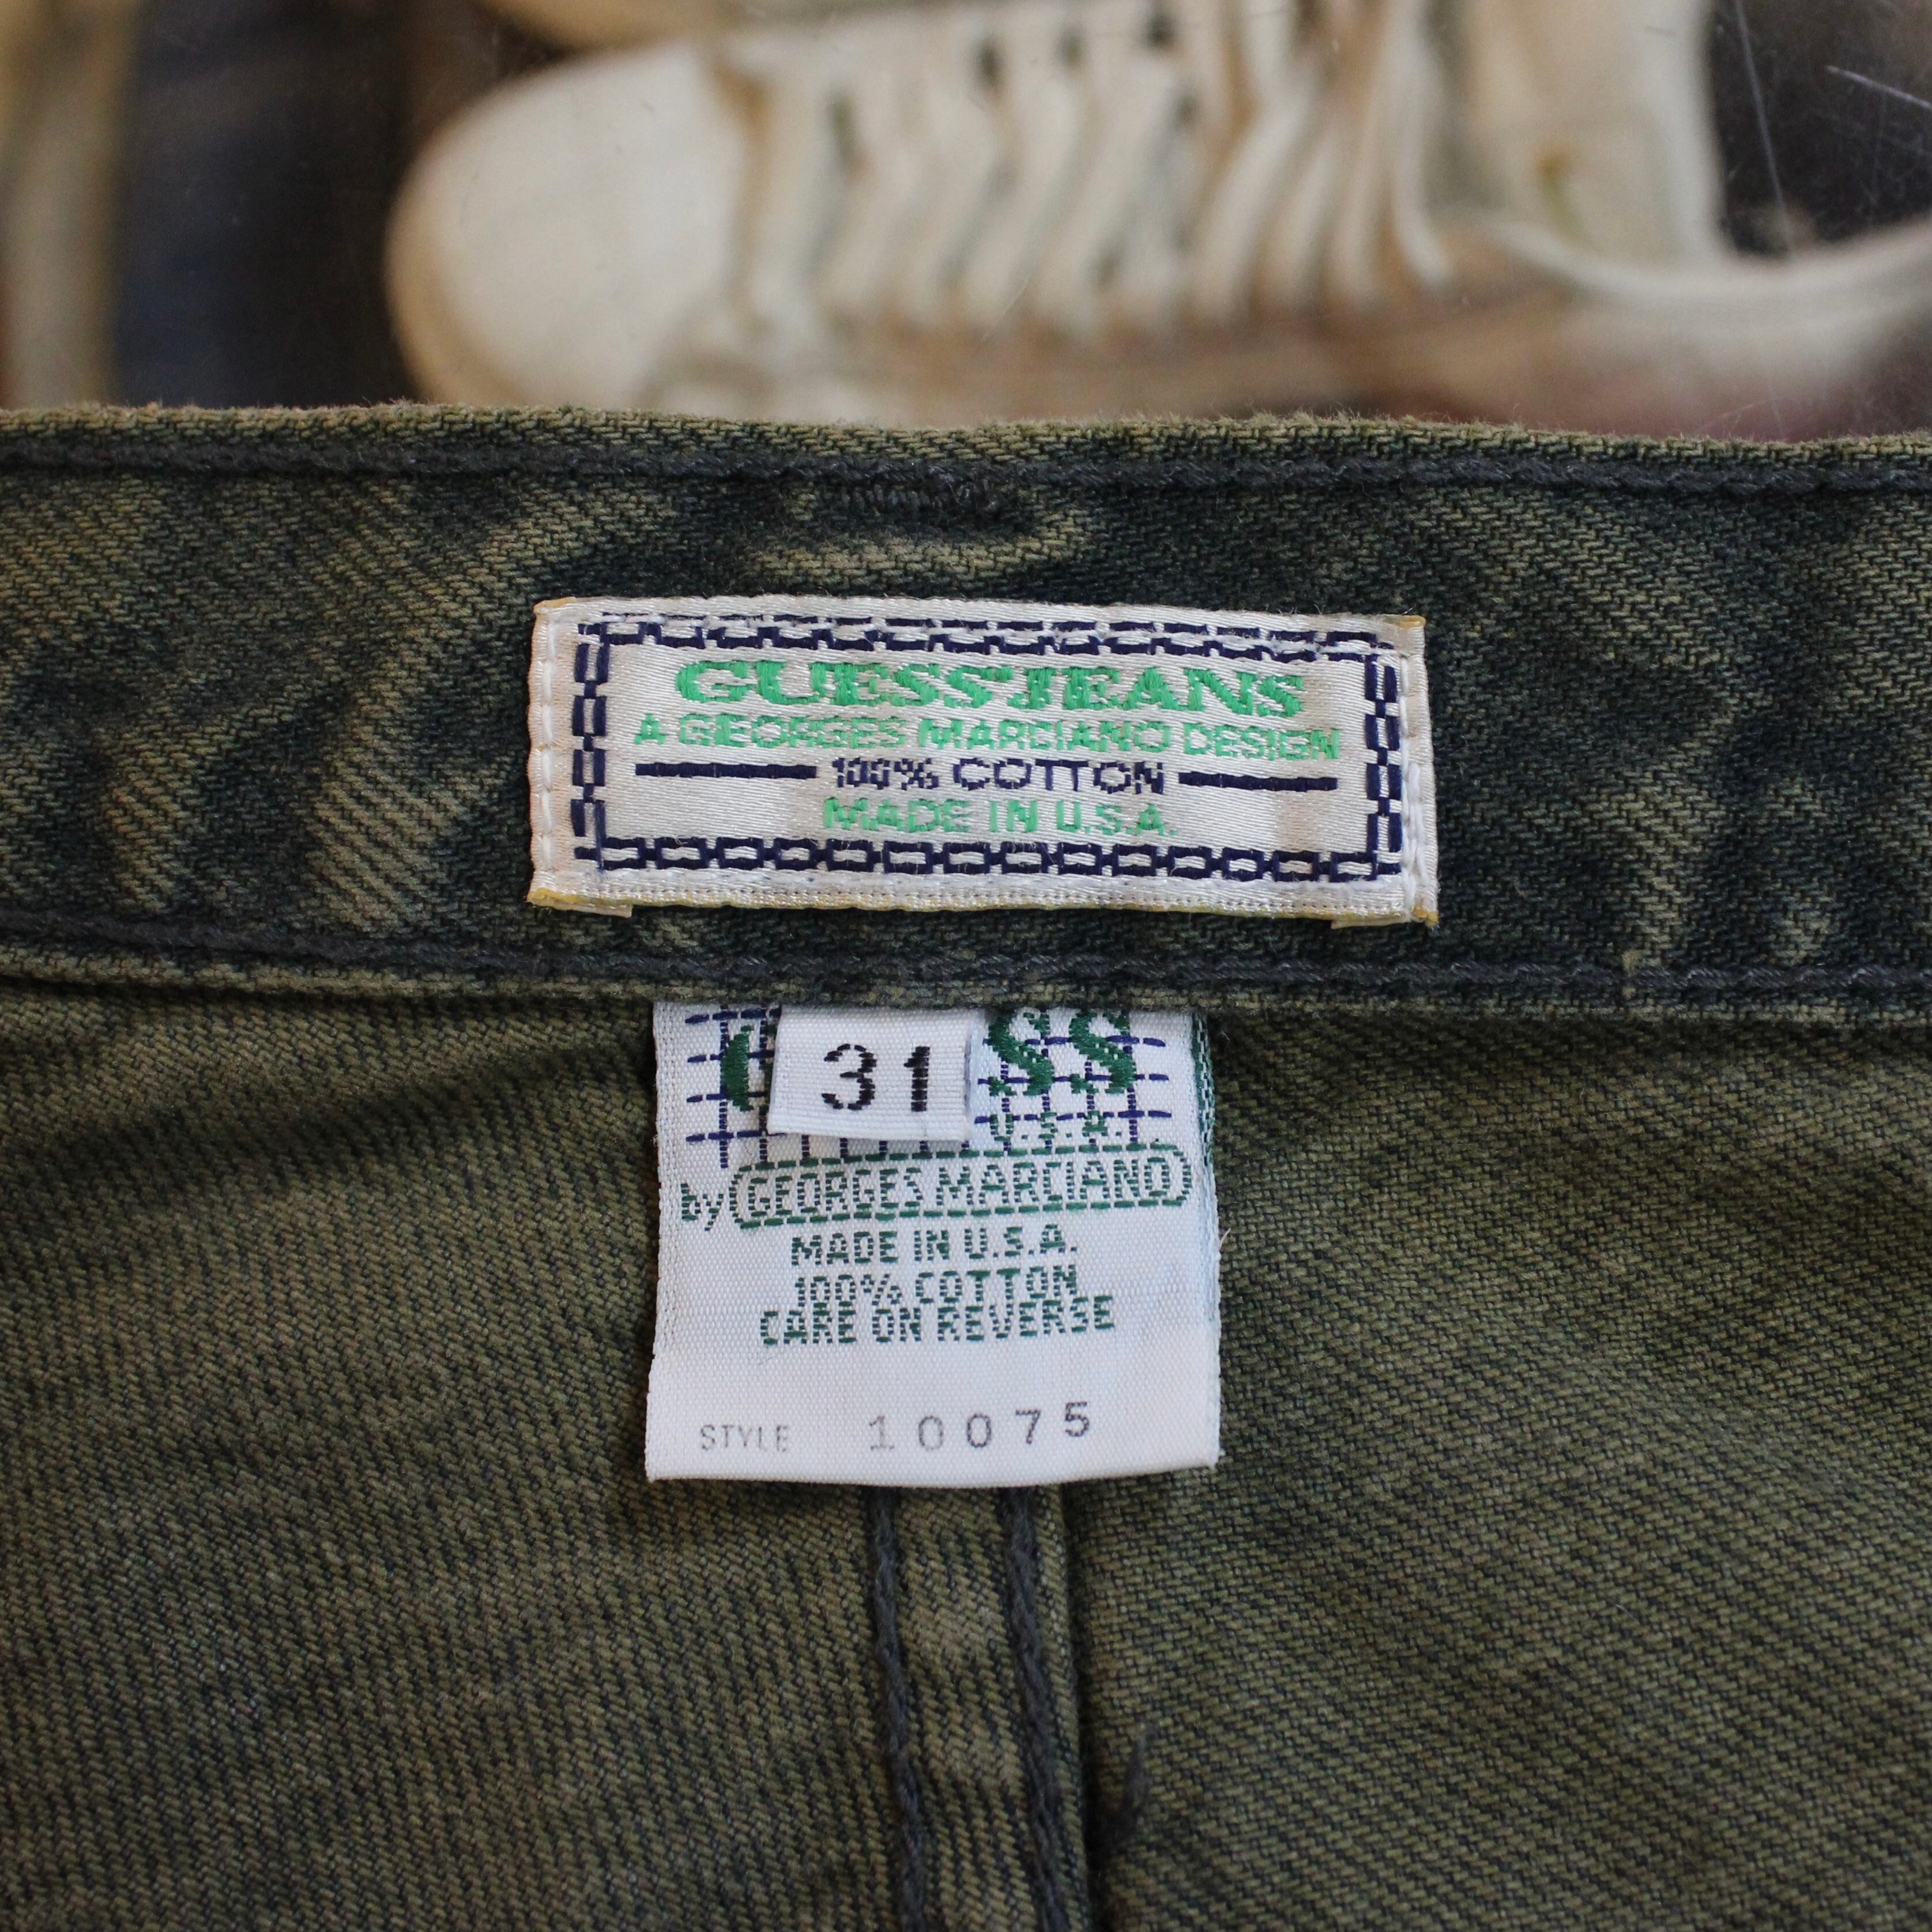 GUESS'JEANS
A GEORGES MARCIANO DESIGN
100% COTTON
MADE IN U.S.A.
31
SS
U.S.A.
by GEORGES MARCIANO
MADE IN U.S.A.
100% COTTON
CARE ON REVERSE
STYLE 10075